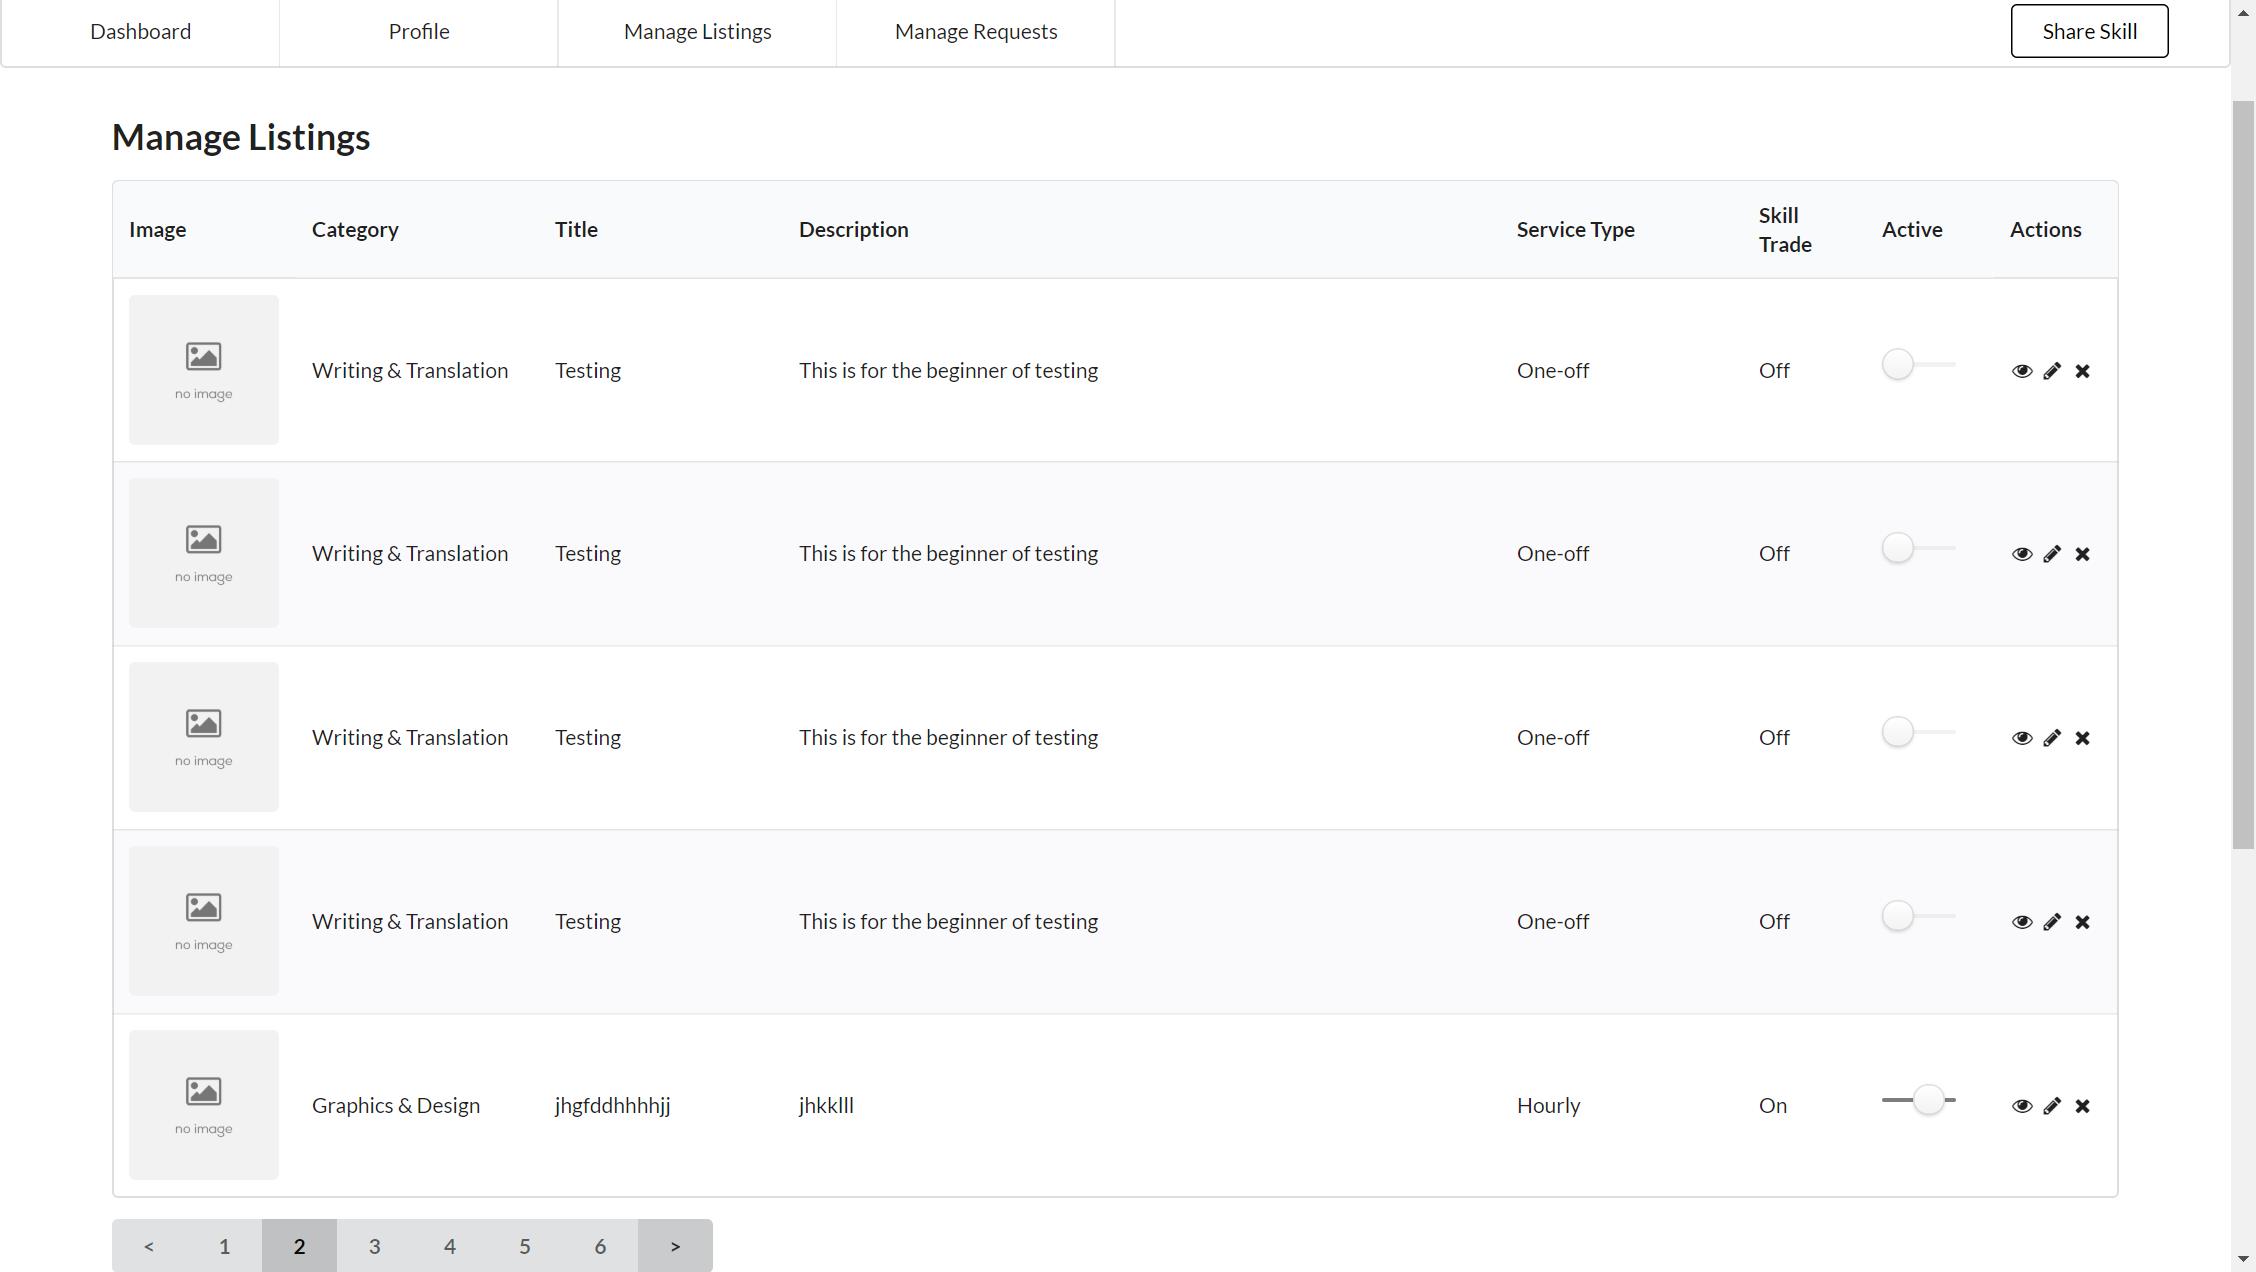 Dashboard
Profile
Manage Listings
Manage Requests
Share Skill
Manage Listings
Image Category Title Description Service Type Skill Trade Active Actions
no image
Writing & Translation Testing This is for the beginner of testing One-off Off
no image
Writing & Translation Testing This is for the beginner of testing One-off Off
no image
Writing & Translation Testing This is for the beginner of testing One-off Off
no image
Writing & Translation Testing This is for the beginner of testing One-off Off
no image
Graphics & Design jhgfddhhhhjj jhkklll Hourly On
< 1 2 3 4 5 6 >